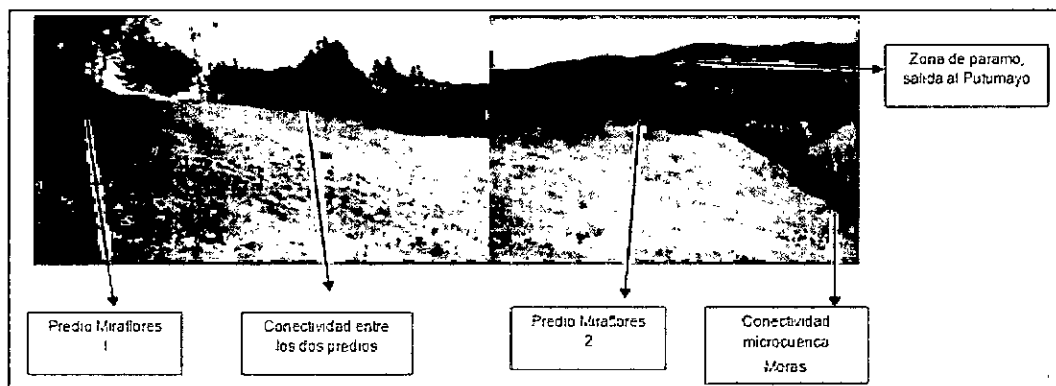 Zona de paramo,
salida al Putumayo
Predio Miraflores
1
Conectividad entre
los dos predios
Predio Miraflores
2
Conectividad
microcuenca
Moras